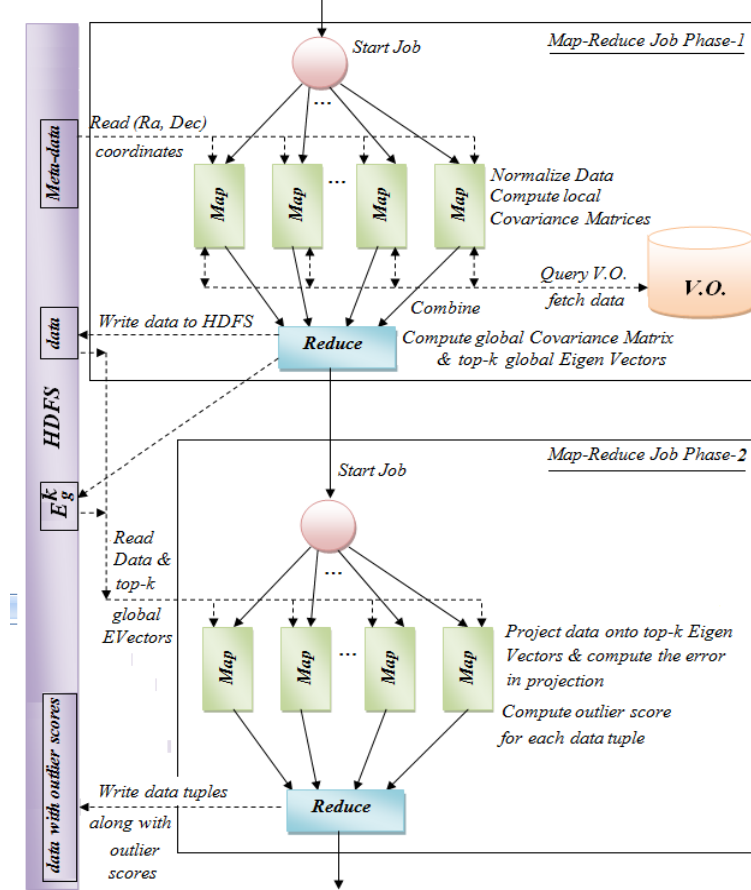 Start Job
Map-Reduce Job Phase-1
...
Read (Ra, Dec)
coordinates
Meta-data
Map
Map
...
Map
Map
Normalize Data
Compute local
Covariance Matrices
Query V.O.
fetch data
V.O.
Combine
Write data to HDFS
data
Reduce
Compute global Covariance Matrix
& top-k global Eigen Vectors
HDFS
Map-Reduce Job Phase-2
Start Job
E k g
...
Read
Data &
top-k
global
EVectors
Map
Map
...
Map
Map
Project data onto top-k Eigen
Vectors & compute the error
in projection
Compute outlier score
for each data tuple
data with outlier scores
Write data tuples
along with
outlier
scores
Reduce